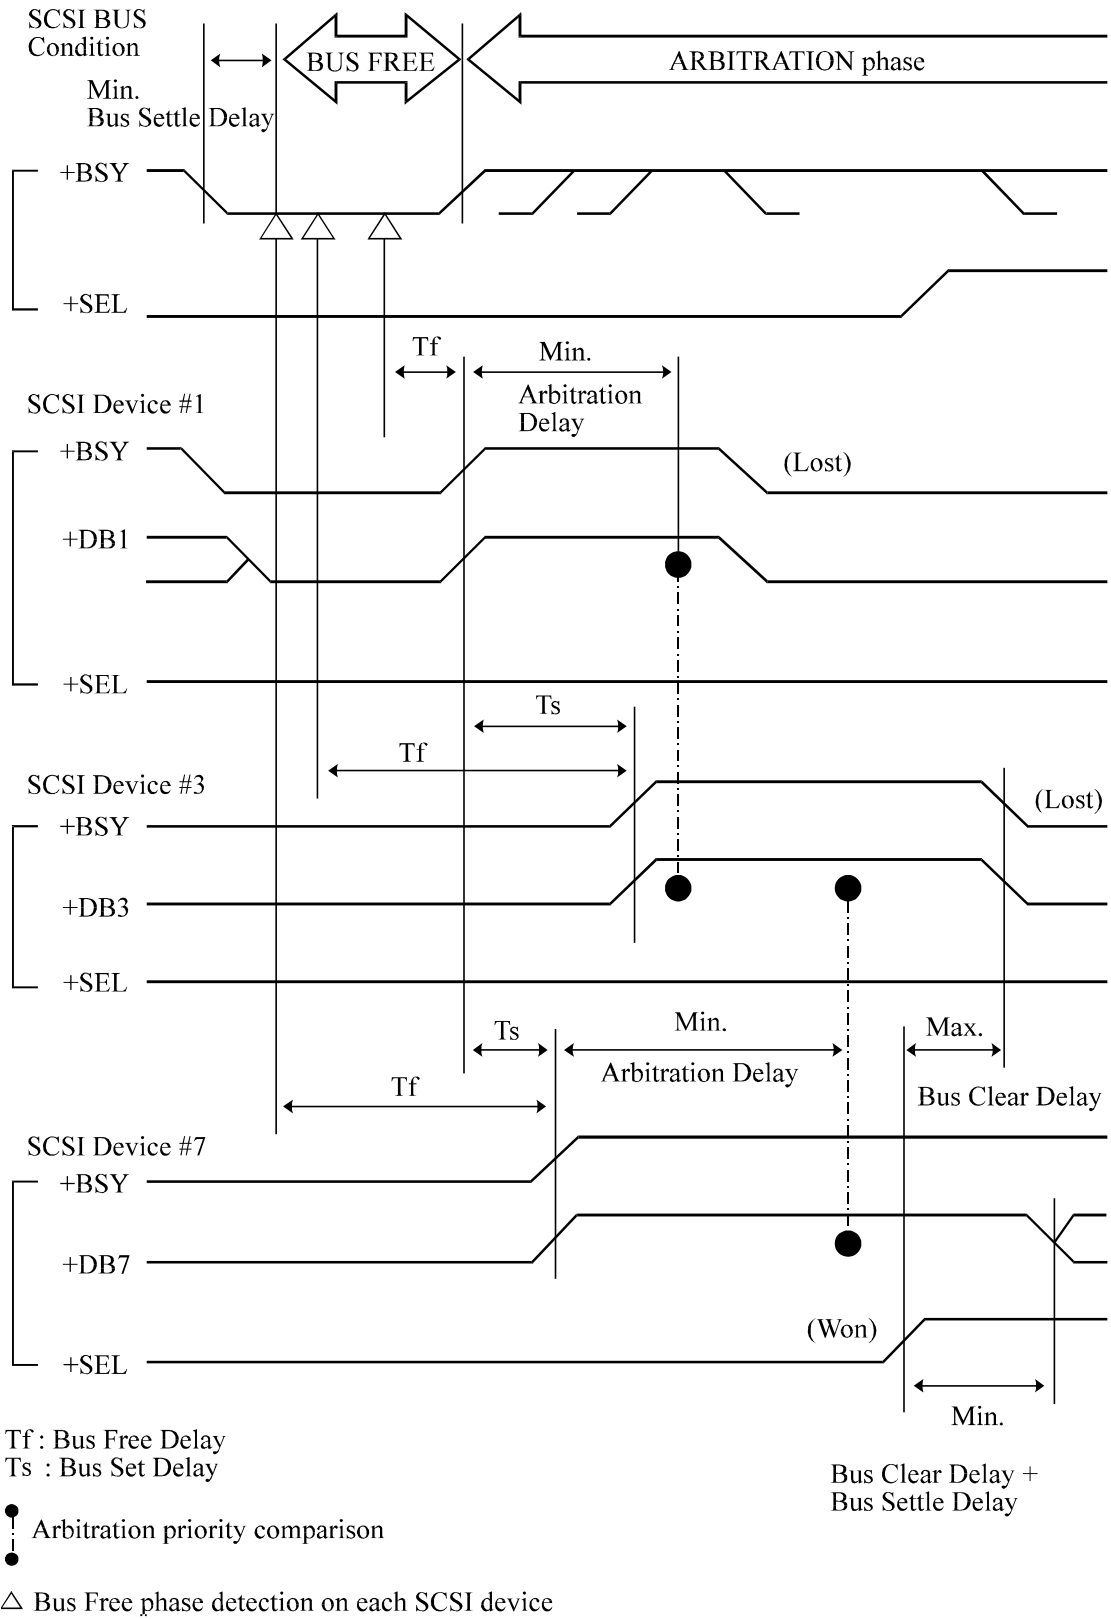 SCSI BUS
Condition
BUS FREE
ARBITRATION phase
Min.
Bus Settle Delay
+BSY
+SEL
Tf
Min.
Arbitration
Delay
SCSI Device #1
+BSY
(Lost)
+DB1
+SEL
Ts
Tf
SCSI Device #3
(Lost)
+BSY
+DB3
+SEL
Ts
Min.
Max.
Arbitration Delay
Tf
Bus Clear Delay
SCSI Device #7
+BSY
+DB7
(Won)
+SEL
Min.
Tf : Bus Free Delay
Ts : Bus Set Delay
Bus Clear Delay +
Bus Settle Delay
Arbitration priority comparison
Bus Free phase detection on each SCSI device